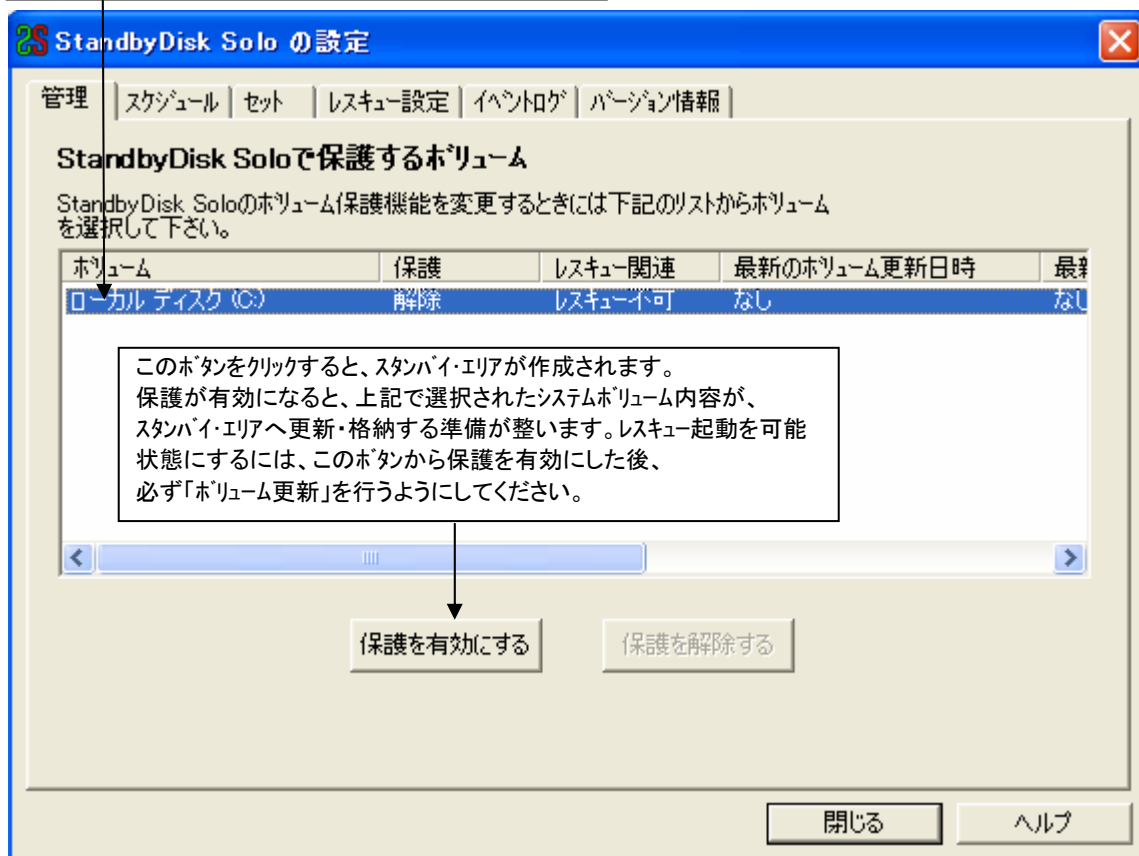 StandbyDisk Solo の設定
管理 スケジュール セット レスキュー設定 イベントログ バージョン情報
StandbyDisk Soloで保護するボリューム
StandbyDisk Soloのボリューム保護機能を変更するときには下記のリストからボリューム
を選択して下さい。
ボリューム 保護 レスキュー関連 最新のボリューム更新日時 最新
ローカル ディスク (C:) 解除 レスキュー不可 なし なし
このボタンをクリックすると、スタンバイ・エリアが作成されます。
保護が有効になると、上記で選択されたシステムボリューム内容が、
スタンバイ・エリアへ更新・格納する準備が整います。レスキュー起動を可能
状態にするには、このボタンから保護を有効にした後、
必ず「ボリューム更新」を行うようにしてください。
保護を有効にする 保護を解除する
閉じる ヘルプ